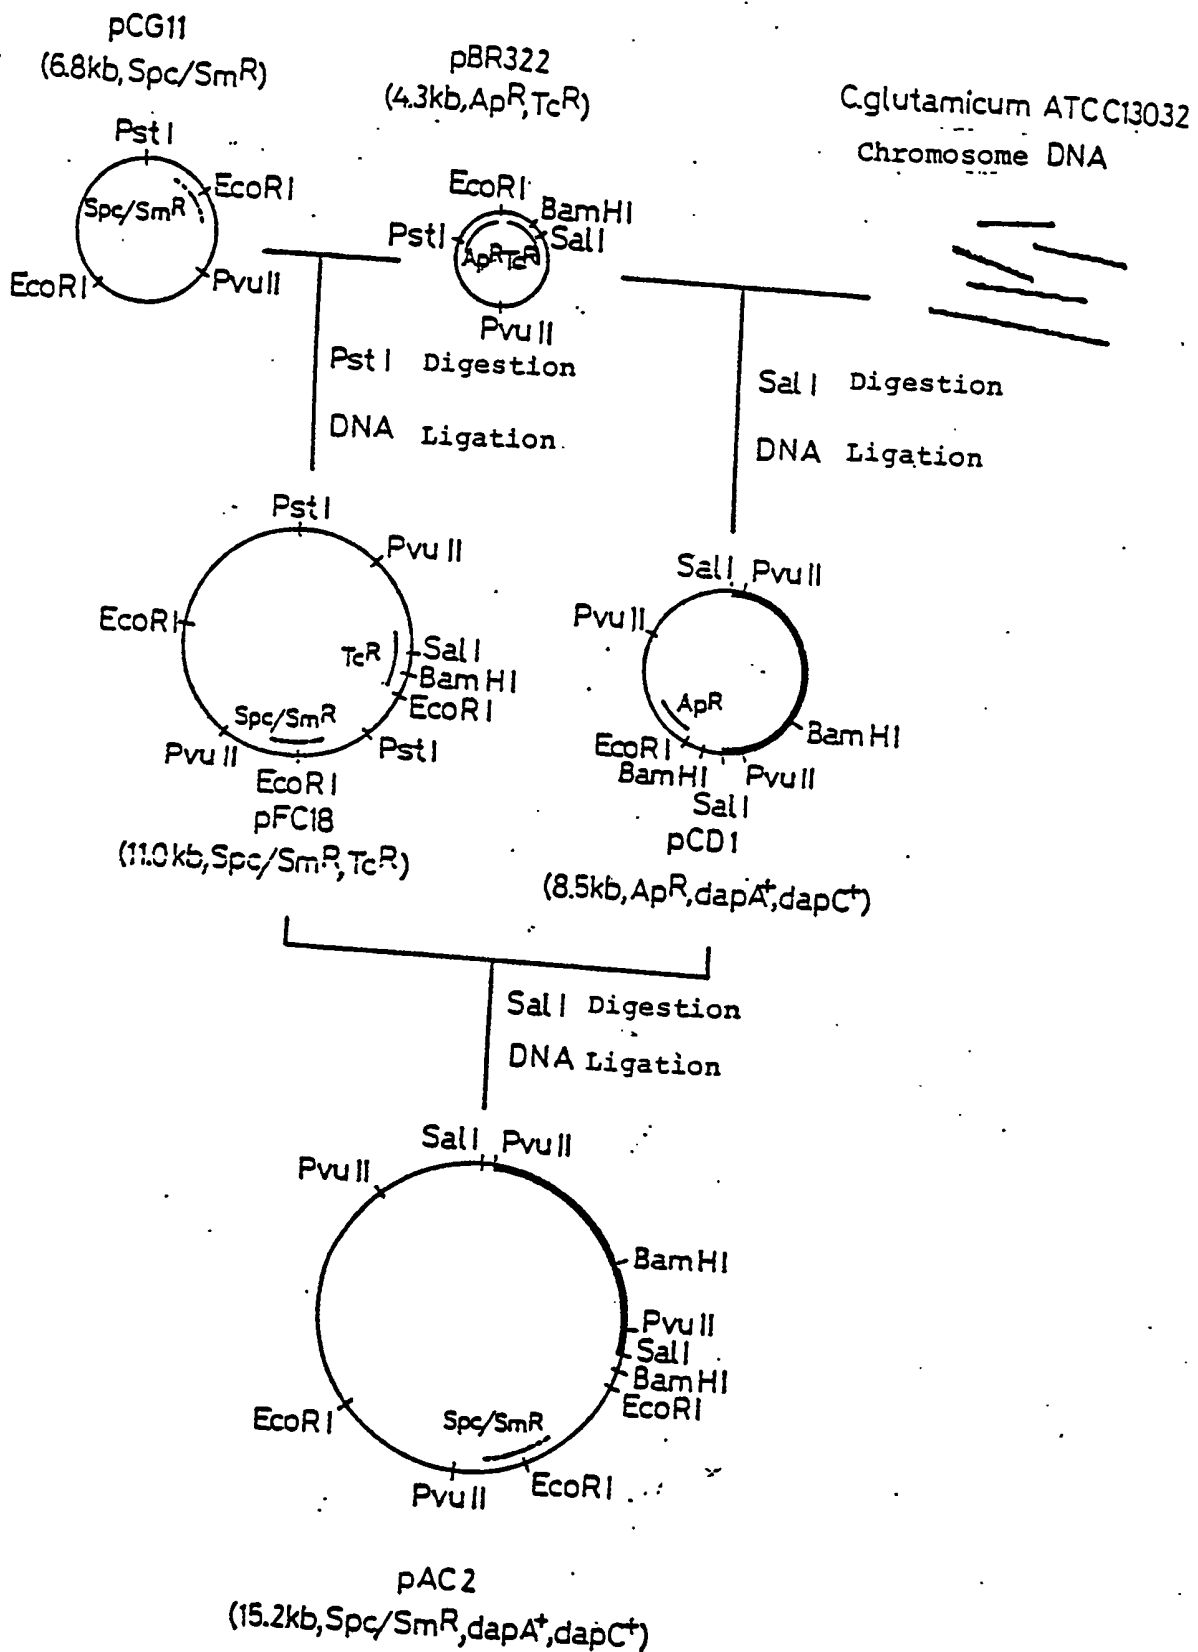 pCG11
(6.8kb, Spc/SmR)
PstI
EcoRI
Spc/SmR
EcoRI
PvuII
pBR322
(4.3kb, ApR, TcR)
EcoRI
BamHI
SalI
PstI
ApR TcR
PvuII
C.glutamicum ATCC13032
Chromosome DNA
PstI Digestion
DNA Ligation
SalI Digestion
DNA Ligation
PstI
PvuII
EcoRI
TcR
SalI
BamHI
EcoRI
Spc/SmR
PvuII
PstI
EcoRI
pFC18
(11.0kb, Spc/SmR, TcR)
SalI PvuII
PvuII
ApR
BamHI
EcoRI
BamHI
PvuII
SalI
pCD1
(8.5kb, ApR, dapA+, dapC+)
SalI Digestion
DNA Ligation
SalI PvuII
PvuII
BamHI
PvuII
SalI
BamHI
EcoRI
EcoRI
Spc/SmR
PvuII
EcoRI
pAC2
(15.2kb, Spc/SmR, dapA+, dapC+)